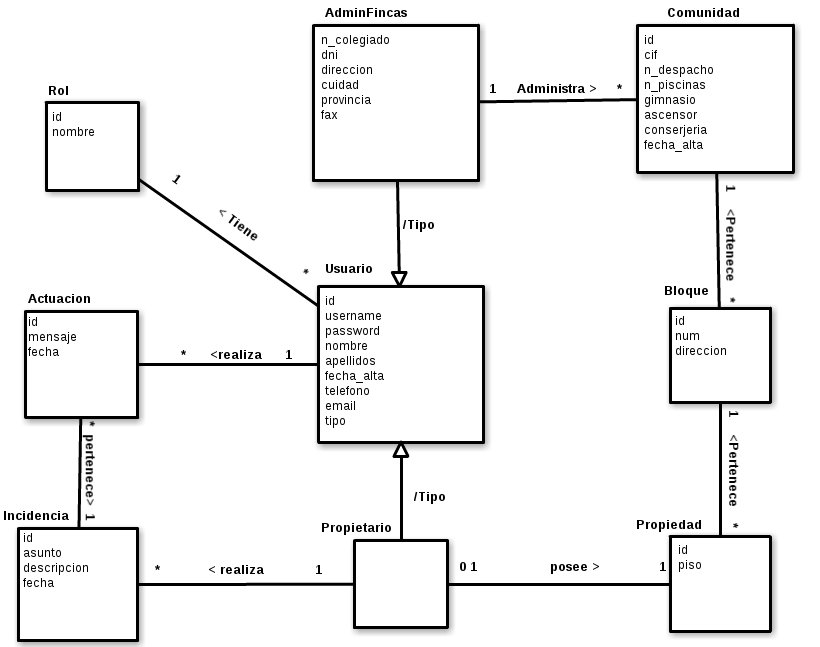 AdminFincas
n_colegiado
dni
direccion
cuidad
provincia
fax
1 Administra > *
Comunidad
id
cif
n_despacho
n_piscinas
gimnasio
ascensor
conserjeria
fecha_alta
Rol
id
nombre
1 < Tiene *
/Tipo
1 <Pertenece *
Usuario
id
username
password
nombre
apellidos
fecha_alta
telefono
email
tipo
Actuacion
id
mensaje
fecha
* <realiza 1
Bloque
id
num
direccion
* pertenece> 1
/Tipo
1 <Pertenece *
Incidencia
id
asunto
descripcion
fecha
* < realiza 1
Propietario
0 1 posee > 1
Propiedad
id
piso